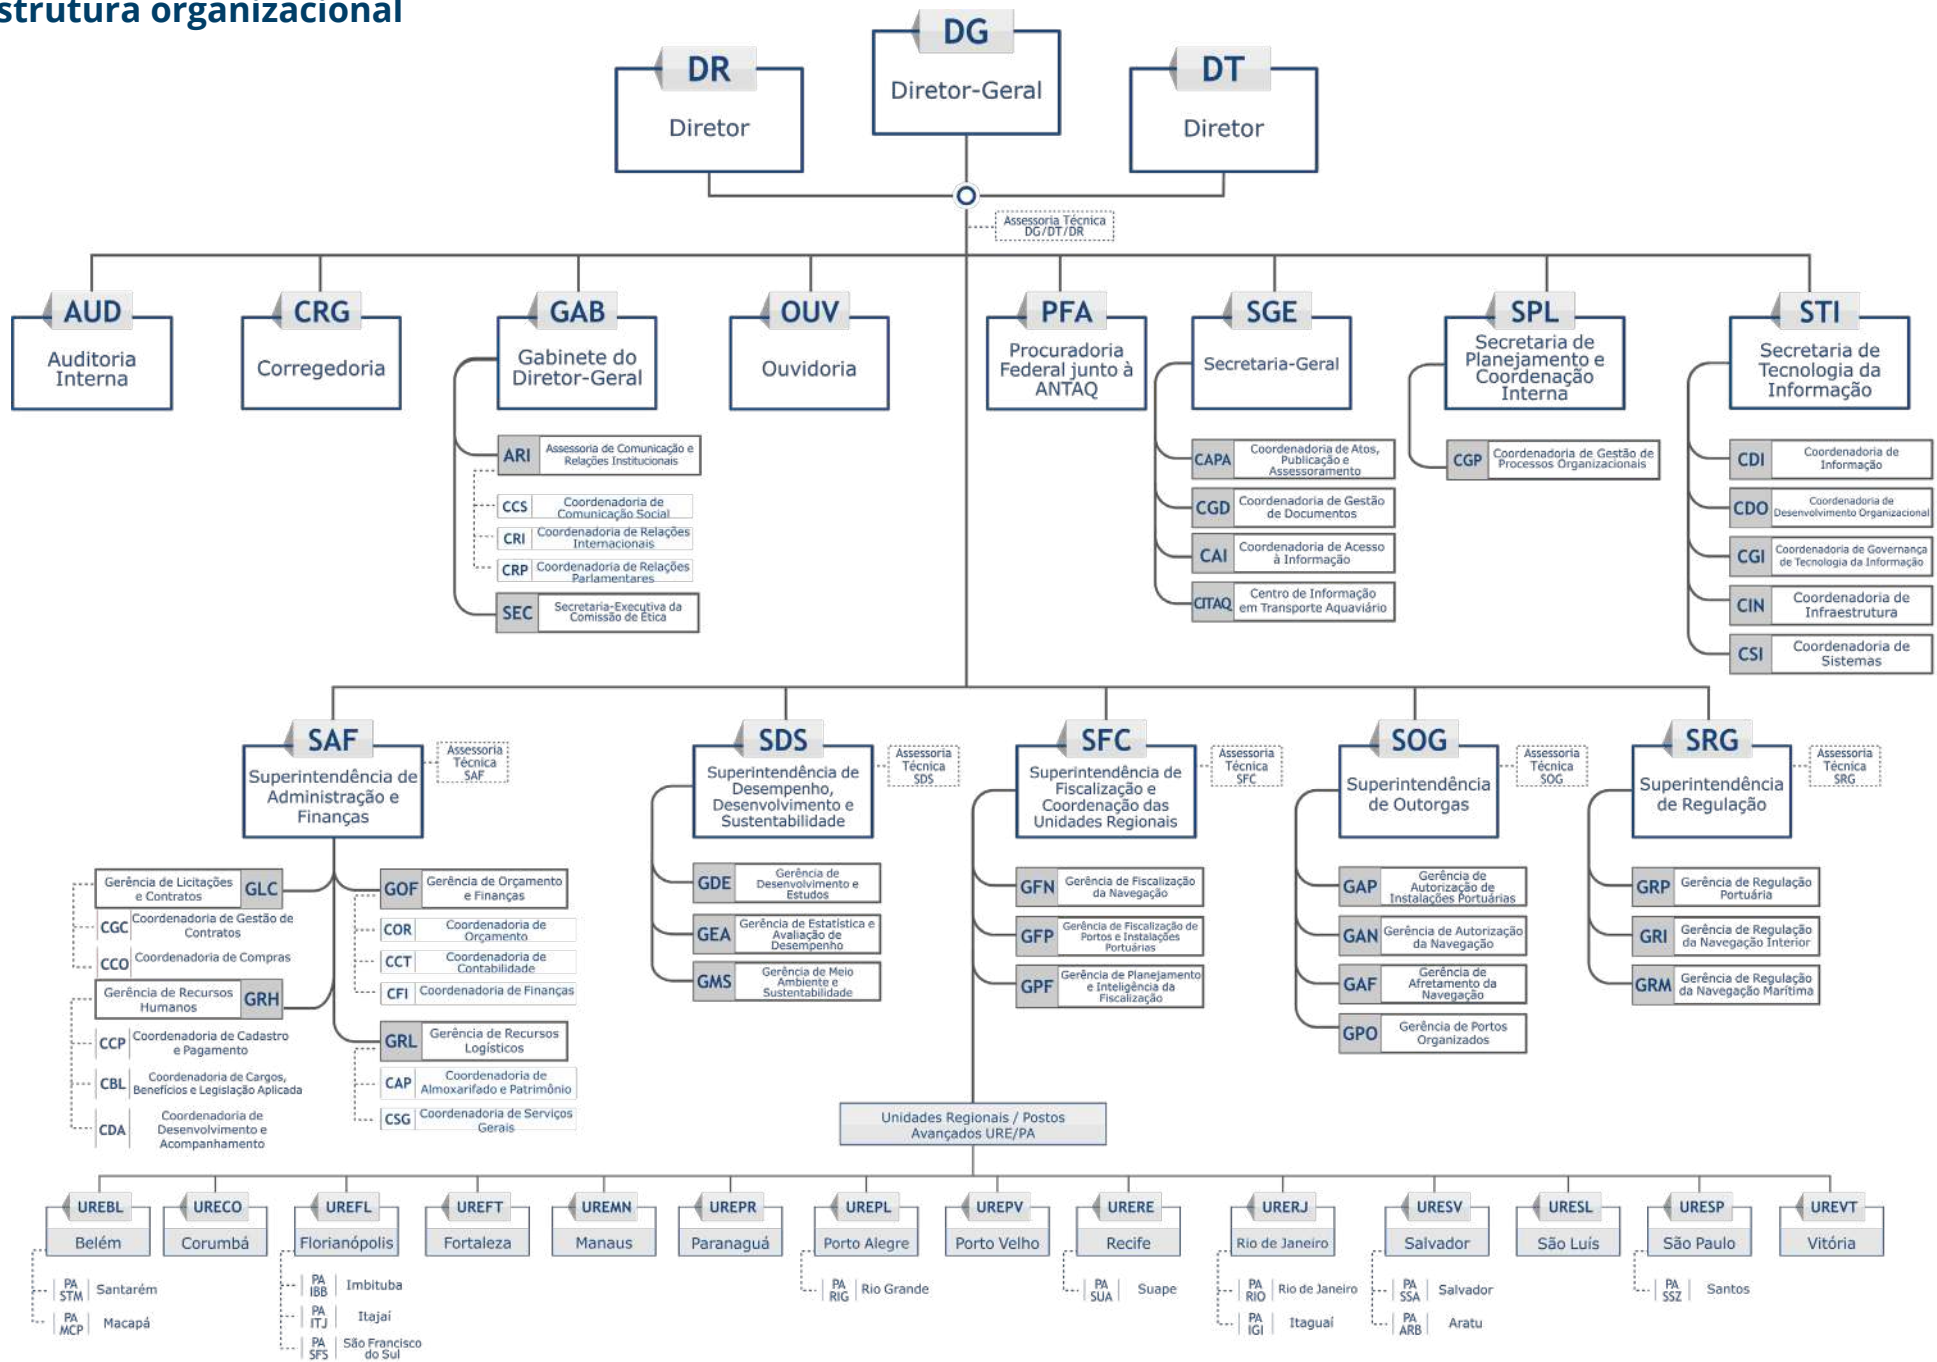 strutura organizacional
DG
Diretor-Geral
DR
Diretor
DT
Diretor
Assessoria Técnica
DG/DT/DR
AUD
Auditoria
Interna
CRG
Corregedoria
GAB
Gabinete do
Diretor-Geral
ARI
Assessoria de Comunicação e
Relações Institucionais
CCS
Coordenadoria de
Comunicação Social
CRI
Coordenadoria de Relações
Internacionais
CRP
Coordenadoria de Relações
Parlamentares
SEC
Secretaria-Executiva da
Comissão de Ética
OUV
Ouvidoria
PFA
Procuradoria
Federal junto à
ANTAQ
SGE
Secretaria-Geral
CAPA
Coordenadoria de Atos,
Publicação e
Assessoramento
CGD
Coordenadoria de Gestão
de Documentos
CAI
Coordenadoria de Acesso
à Informação
CITAQ
Centro de Informação
em Transporte Aquaviário
SPL
Secretaria de
Planejamento e
Coordenação
Interna
CGP
Coordenadoria de Gestão de
Processos Organizacionais
STI
Secretaria de
Tecnologia da
Informação
CDI
Coordenadoria de
Informação
CDO
Coordenadoria de
Desenvolvimento Organizacional
CGI
Coordenadoria de Governança
de Tecnologia da Informação
CIN
Coordenadoria de
Infraestrutura
CSI
Coordenadoria de
Sistemas
SAF
Superintendência de
Administração e
Finanças
Assessoria
Técnica
SAF
Gerência de Licitações
e Contratos
GLC
CGC
Coordenadoria de Gestão de
Contratos
CCO
Coordenadoria de Compras
Gerência de Recursos
Humanos
GRH
CCP
Coordenadoria de Cadastro
e Pagamento
CBL
Coordenadoria de Cargos,
Benefícios e Legislação Aplicada
CDA
Coordenadoria de
Desenvolvimento e
Acompanhamento
GOF
Gerência de Orçamento
e Finanças
COR
Coordenadoria de
Orçamento
CCT
Coordenadoria de
Contabilidade
CFI
Coordenadoria de Finanças
GRL
Gerência de Recursos
Logísticos
CAP
Coordenadoria de
Almoxarifado e Patrimônio
CSG
Coordenadoria de Serviços
Gerais
SDS
Superintendência de
Desempenho,
Desenvolvimento e
Sustentabilidade
Assessoria
Técnica
SDS
GDE
Gerência de
Desenvolvimento e
Estudos
GEA
Gerência de Estatística e
Avaliação de
Desempenho
GMS
Gerência de Meio
Ambiente e
Sustentabilidade
SFC
Superintendência de
Fiscalização e
Coordenação das
Unidades Regionais
Assessoria
Técnica
SFC
GFN
Gerência de Fiscalização
da Navegação
GFP
Gerência de Fiscalização de
Portos e Instalações
Portuárias
GPF
Gerência de Planejamento
e Inteligência da
Fiscalização
SOG
Superintendência
de Outorgas
Assessoria
Técnica
SOG
GAP
Gerência de
Autorização de
Instalações Portuárias
GAN
Gerência de Autorização
da Navegação
GAF
Gerência de
Afretamento da
Navegação
GPO
Gerência de Portos
Organizados
SRG
Superintendência
de Regulação
Assessoria
Técnica
SRG
GRP
Gerência de Regulação
Portuária
GRI
Gerência de Regulação
da Navegação Interior
GRM
Gerência de Regulação
da Navegação Marítima
Unidades Regionais / Postos
Avançados URE/PA
UREBL
Belém
PA
STM
Santarém
PA
MCP
Macapá
URECO
Corumbá
UREFL
Florianópolis
PA
IBB
Imbituba
PA
ITJ
Itajaí
PA
SFS
São Francisco
do Sul
UREFT
Fortaleza
UREMN
Manaus
UREPR
Paranaguá
UREPL
Porto Alegre
PA
RIG
Rio Grande
UREPV
Porto Velho
URERE
Recife
PA
SUA
Suape
URERJ
Rio de Janeiro
PA
RIO
Rio de Janeiro
PA
IGI
Itaguaí
URESV
Salvador
PA
SSA
Salvador
PA
ARB
Aratu
URESL
São Luís
URESP
São Paulo
PA
SSZ
Santos
UREVT
Vitória